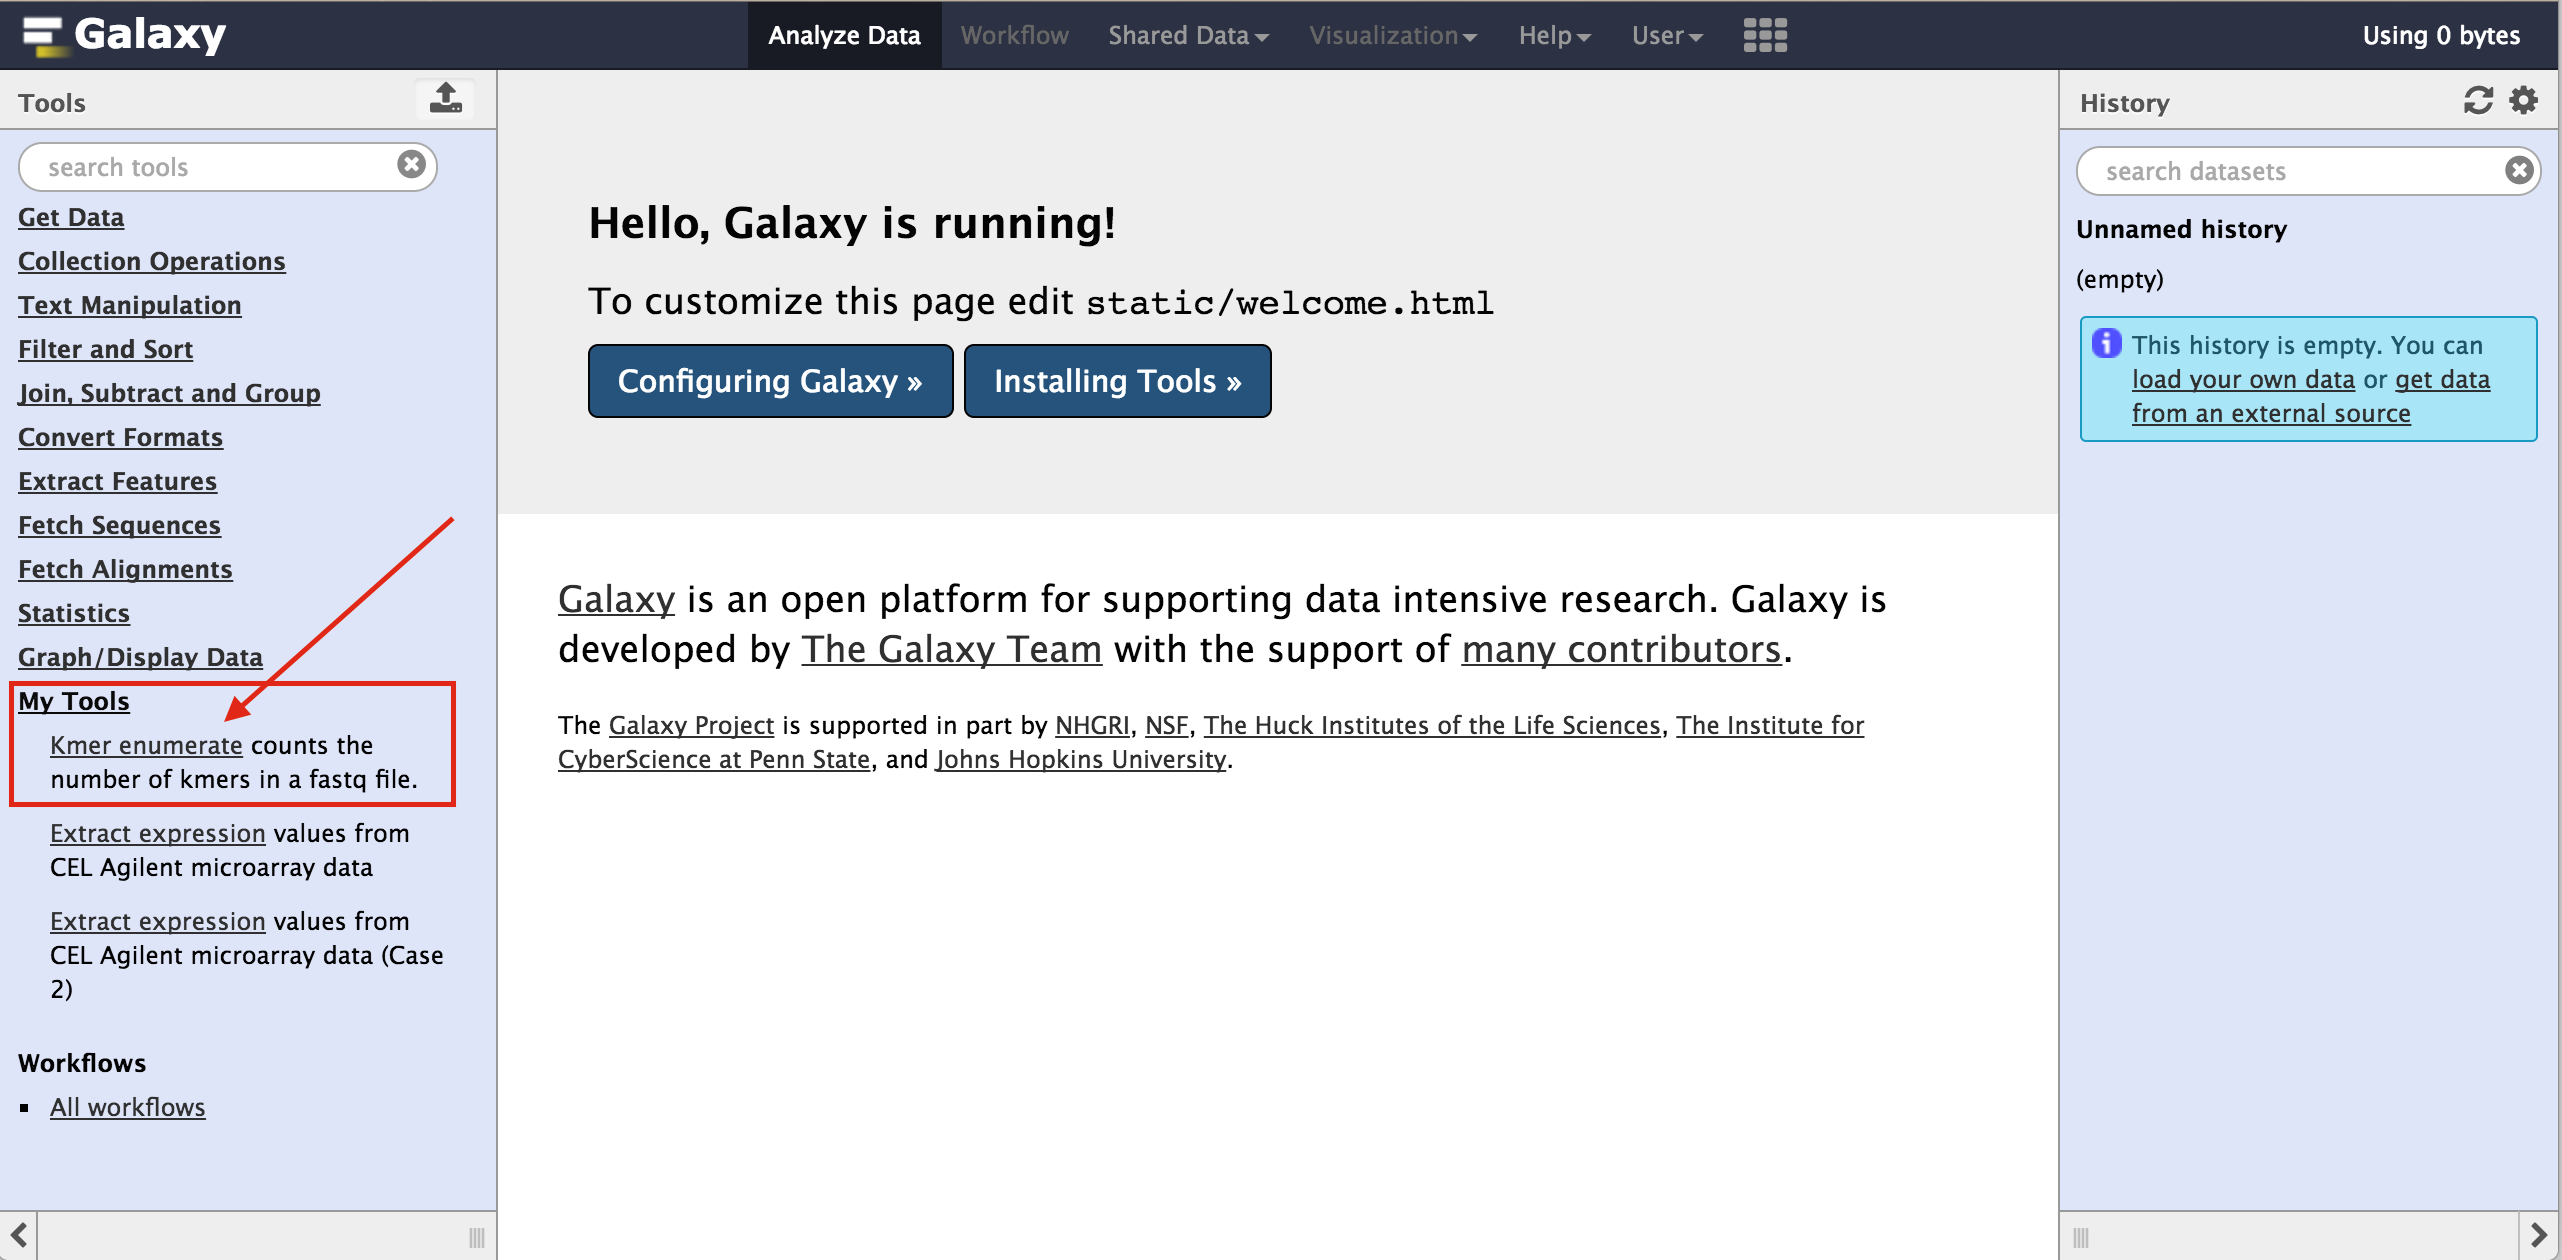 Galaxy
Analyze Data
Workflow
Shared Data
Visualization
Help
User
Using 0 bytes
Tools
search tools
Get Data
Collection Operations
Text Manipulation
Filter and Sort
Join, Subtract and Group
Convert Formats
Extract Features
Fetch Sequences
Fetch Alignments
Statistics
Graph/Display Data
My Tools
Kmer enumerate counts the
number of kmers in a fastq file.
Extract expression values from
CEL Agilent microarray data
Extract expression values from
CEL Agilent microarray data (Case
2)
Workflows
All workflows
Hello, Galaxy is running!
To customize this page edit static/welcome.html
Configuring Galaxy »
Installing Tools »
Galaxy is an open platform for supporting data intensive research. Galaxy is
developed by The Galaxy Team with the support of many contributors.
The Galaxy Project is supported in part by NHGRI, NSF, The Huck Institutes of the Life Sciences, The Institute for
CyberScience at Penn State, and Johns Hopkins University.
History
search datasets
Unnamed history
(empty)
This history is empty. You can
load your own data or get data
from an external source